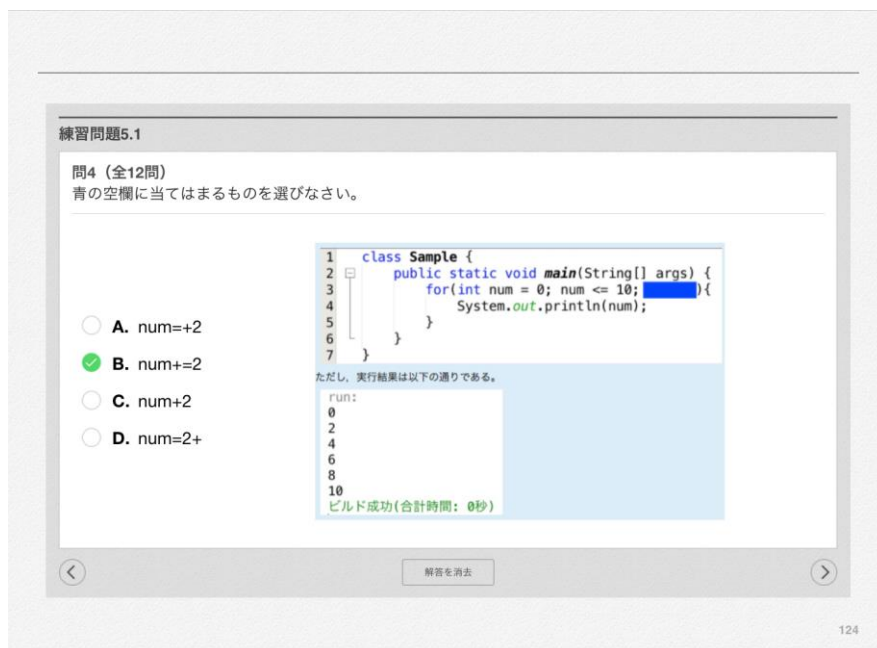 練習問題5.1
問4（全12問）
青の空欄に当てはまるものを選びなさい。
A. num=+2
B. num+=2
C. num+2
D. num=2+
1 class Sample {
2 public static void main(String[] args) {
3 for(int num = 0; num <= 10; ){
4 System.out.println(num);
5 }
6 }
7 }
ただし，実行結果は以下の通りである。
run:
0
2
4
6
8
10
ビルド成功(合計時間: 0秒)
解答を消去
124